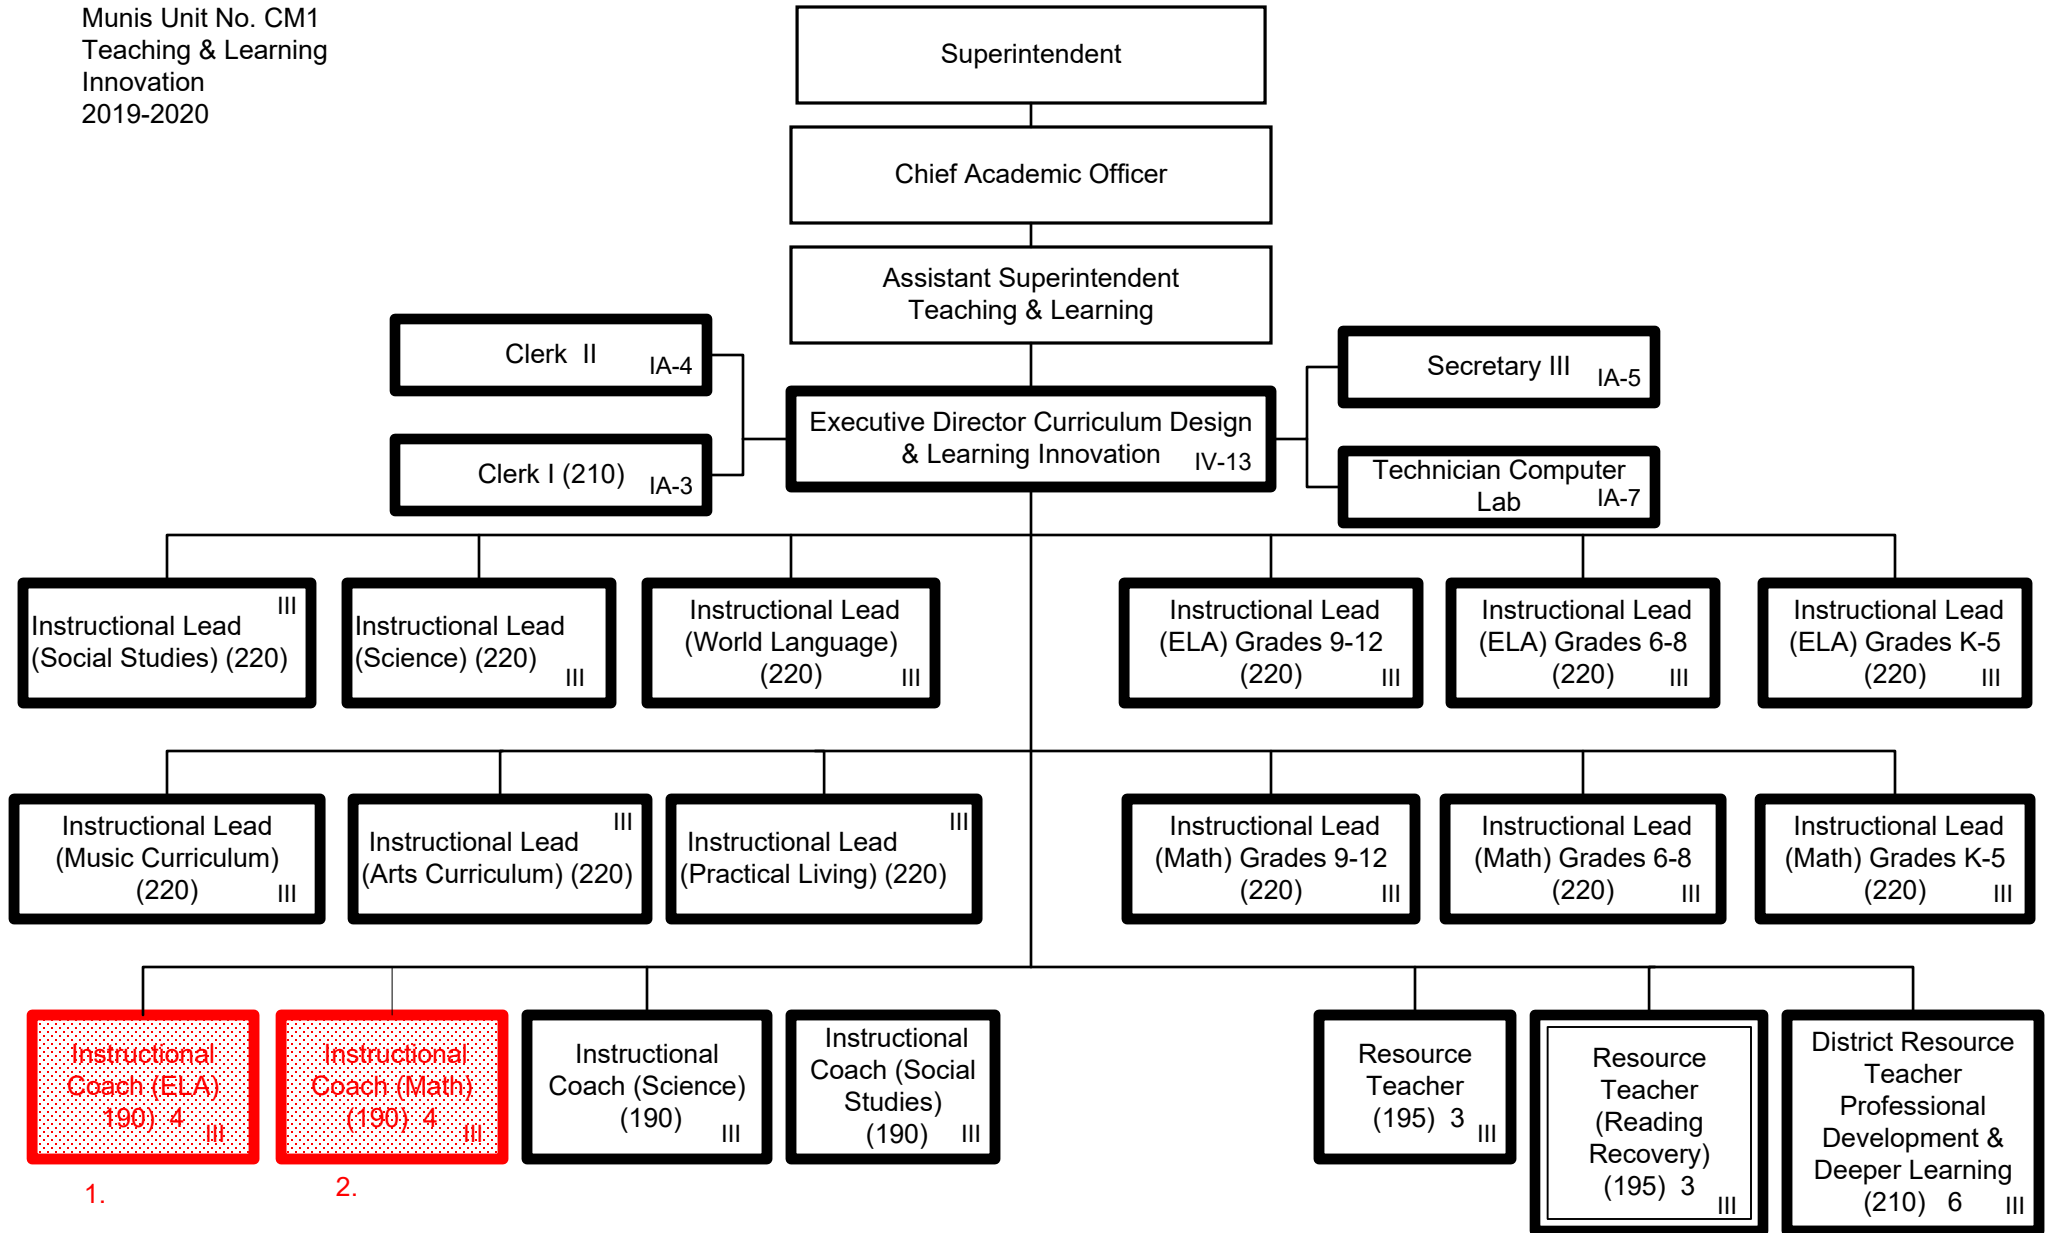 Munis Unit No. CM1
Teaching & Learning
Innovation
2019-2020
Superintendent
Chief Academic Officer
Assistant Superintendent
Teaching & Learning
Clerk  II
IA-4
Clerk I (210)
IA-3
Executive Director Curriculum Design
& Learning Innovation
IV-13
Secretary III
IA-5
Technician Computer
Lab
IA-7
III
Instructional Lead
(Social Studies) (220)
Instructional Lead
(Science) (220)
III
Instructional Lead
(World Language)
(220)
III
Instructional Lead
(ELA) Grades 9-12
(220)
III
Instructional Lead
(ELA) Grades 6-8
(220)
III
Instructional Lead
(ELA) Grades K-5
(220)
III
Instructional Lead
(Music Curriculum)
(220)
III
III
Instructional Lead
(Arts Curriculum) (220)
III
Instructional Lead
(Practical Living) (220)
Instructional Lead
(Math) Grades 9-12
(220)
III
Instructional Lead
(Math) Grades 6-8
(220)
III
Instructional Lead
(Math) Grades K-5
(220)
III
Instructional
Coach (ELA)
190)  4
III
1.
Instructional
Coach (Math)
(190)  4
III
2.
Instructional
Coach (Science)
(190)
III
Instructional
Coach (Social
Studies)
(190)
III
Resource
Teacher
(195)  3
III
Resource
Teacher
(Reading
Recovery)
(195)  3
III
District Resource
Teacher
Professional
Development &
Deeper Learning
(210)   6
III